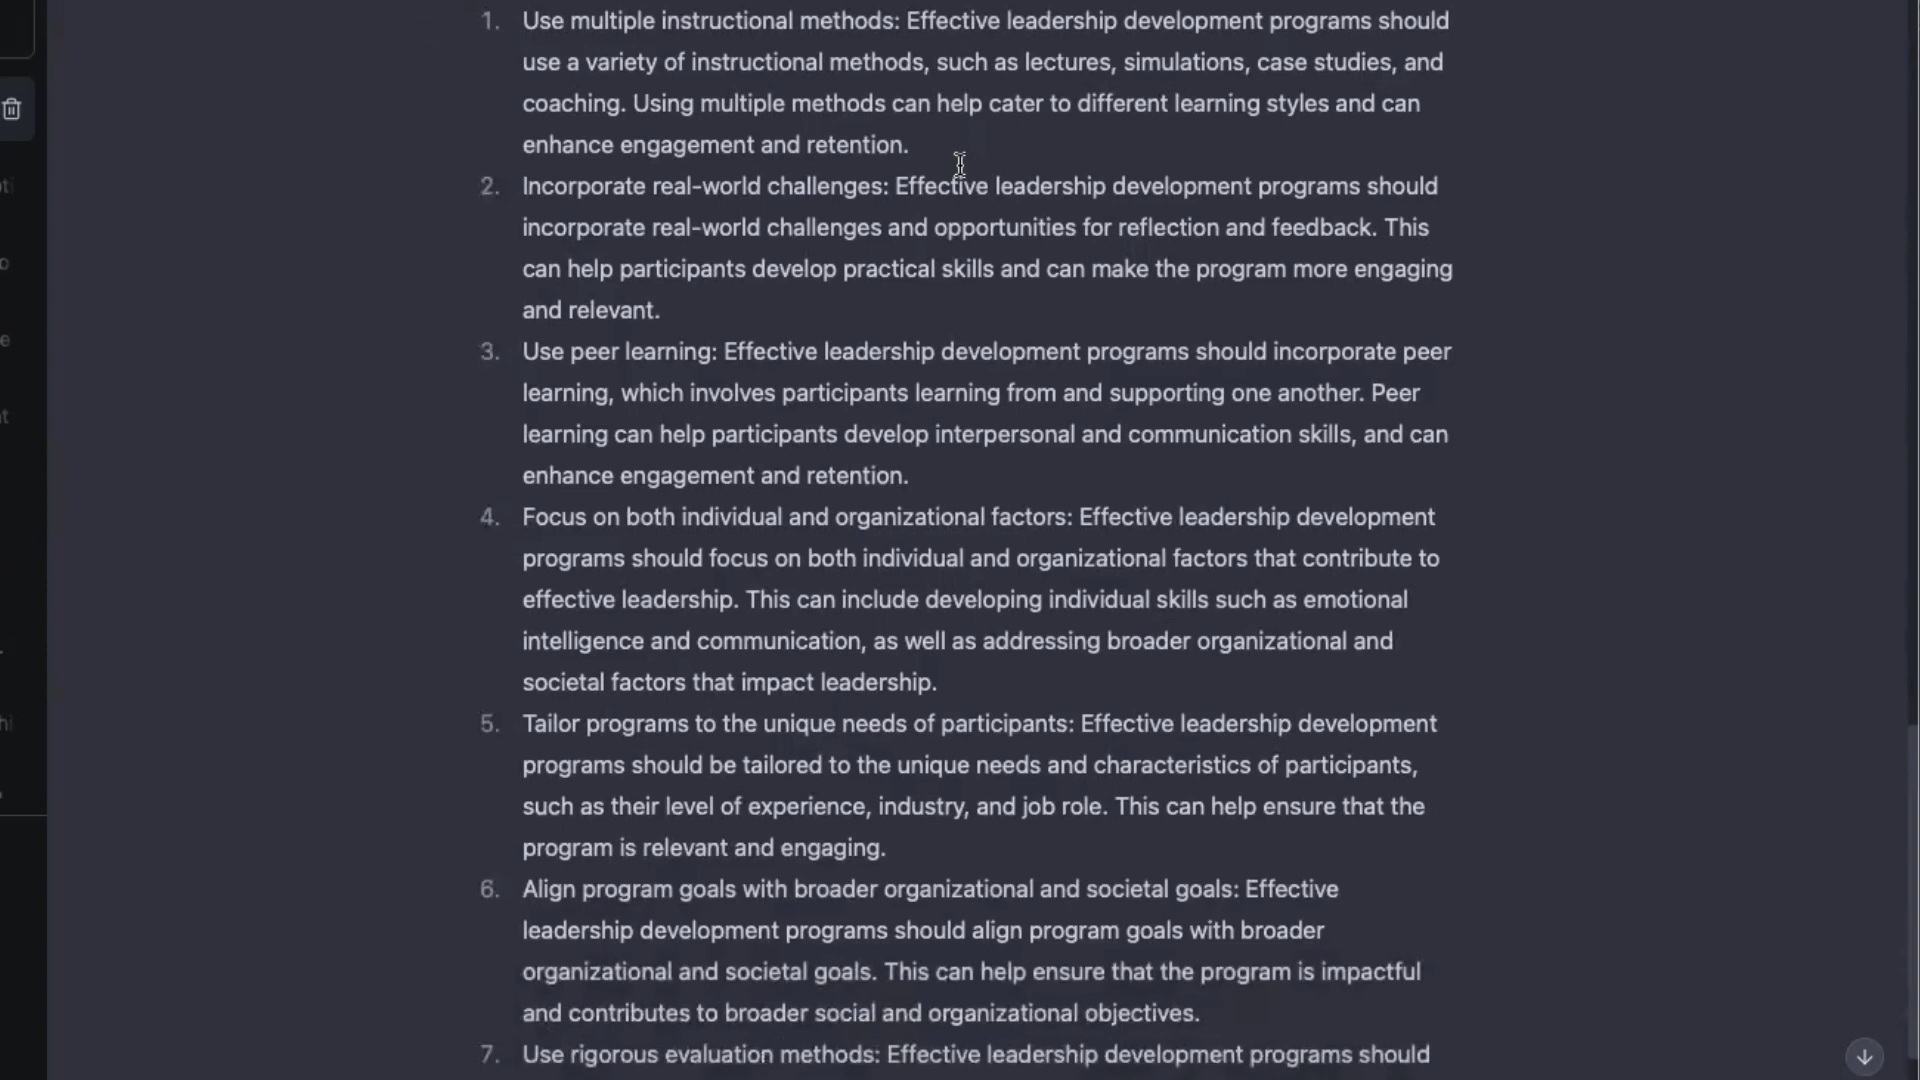 1. Use multiple instructional methods: Effective leadership development programs should
use a variety of instructional methods, such as lectures, simulations, case studies, and
coaching. Using multiple methods can help cater to different learning styles and can
enhance engagement and retention.
2. Incorporate real-world challenges: Effective leadership development programs should
incorporate real-world challenges and opportunities for reflection and feedback. This
can help participants develop practical skills and can make the program more engaging
and relevant.
3. Use peer learning: Effective leadership development programs should incorporate peer
learning, which involves participants learning from and supporting one another. Peer
learning can help participants develop interpersonal and communication skills, and can
enhance engagement and retention.
4. Focus on both individual and organizational factors: Effective leadership development
programs should focus on both individual and organizational factors that contribute to
effective leadership. This can include developing individual skills such as emotional
intelligence and communication, as well as addressing broader organizational and
societal factors that impact leadership.
5. Tailor programs to the unique needs of participants: Effective leadership development
programs should be tailored to the unique needs and characteristics of participants,
such as their level of experience, industry, and job role. This can help ensure that the
program is relevant and engaging.
6. Align program goals with broader organizational and societal goals: Effective
leadership development programs should align program goals with broader
organizational and societal goals. This can help ensure that the program is impactful
and contributes to broader social and organizational objectives.
7. Use rigorous evaluation methods: Effective leadership development programs should